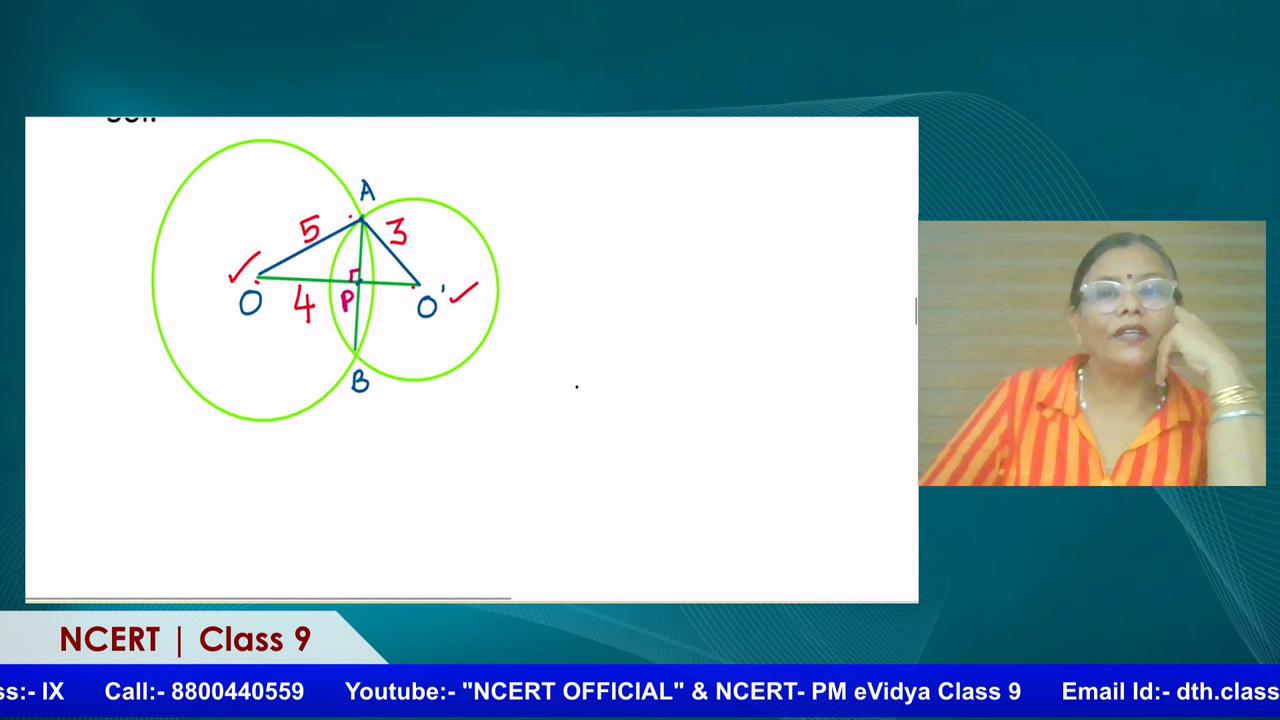 A
5 3
O 4 P O'
B
NCERT | Class 9
ss:- IX Call:- 8800440559 Youtube:- "NCERT OFFICIAL" & NCERT- PM eVidya Class 9 Email Id:- dth.class